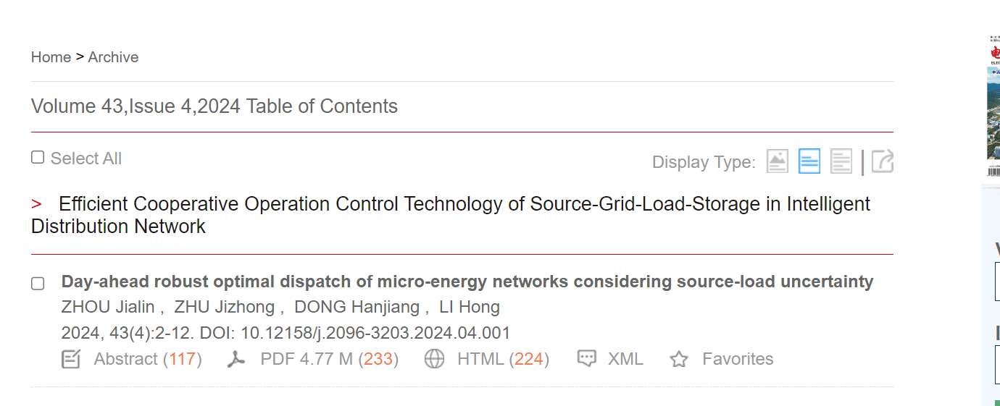 Home > Archive
Volume 43,Issue 4,2024 Table of Contents
Select All
Display Type:
> Efficient Cooperative Operation Control Technology of Source-Grid-Load-Storage in Intelligent
Distribution Network
Day-ahead robust optimal dispatch of micro-energy networks considering source-load uncertainty
ZHOU Jialin , ZHU Jizhong , DONG Hanjiang , LI Hong
2024, 43(4):2-12. DOI: 10.12158/j.2096-3203.2024.04.001
Abstract (117) PDF 4.77 M (233) HTML (224) XML Favorites